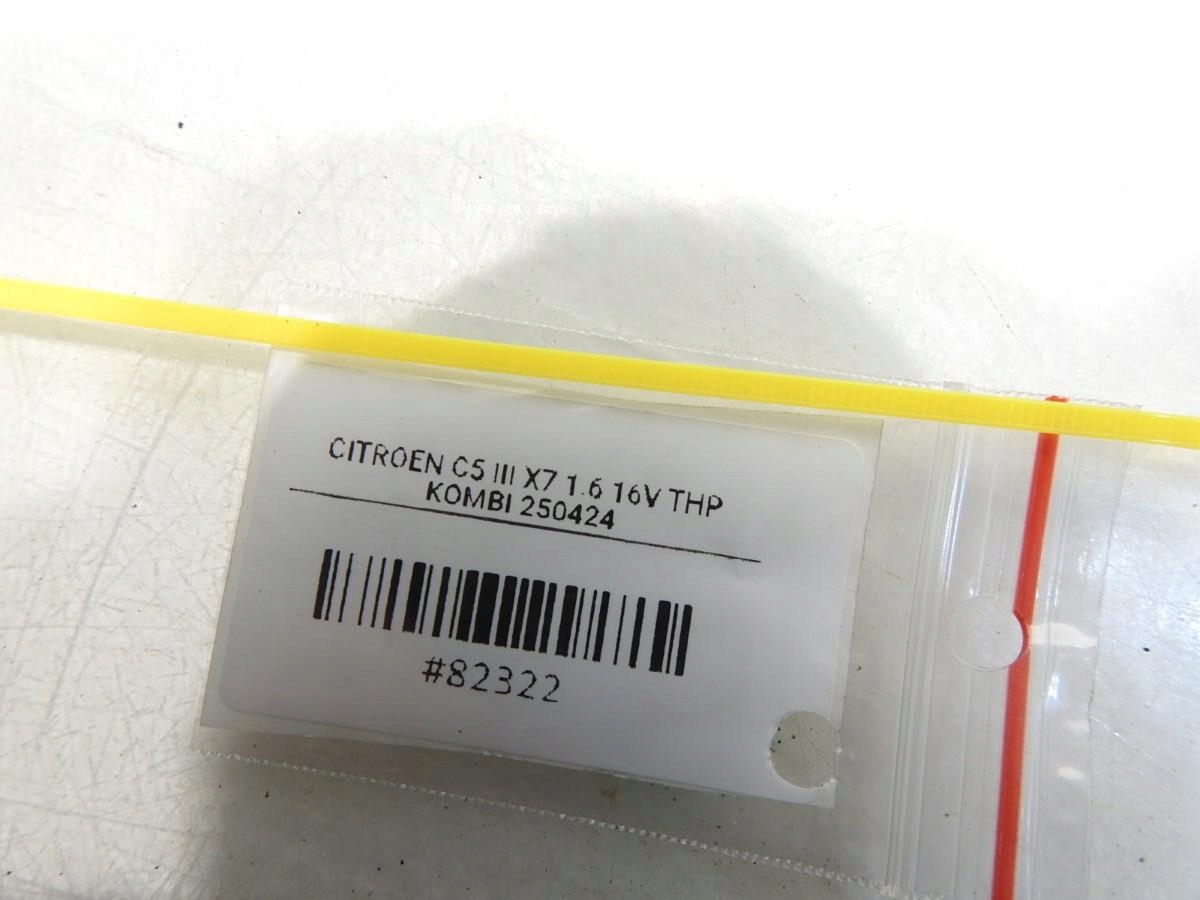 CITROEN C5 III X7 1.6 16V THP
KOMBI 250424
#82322